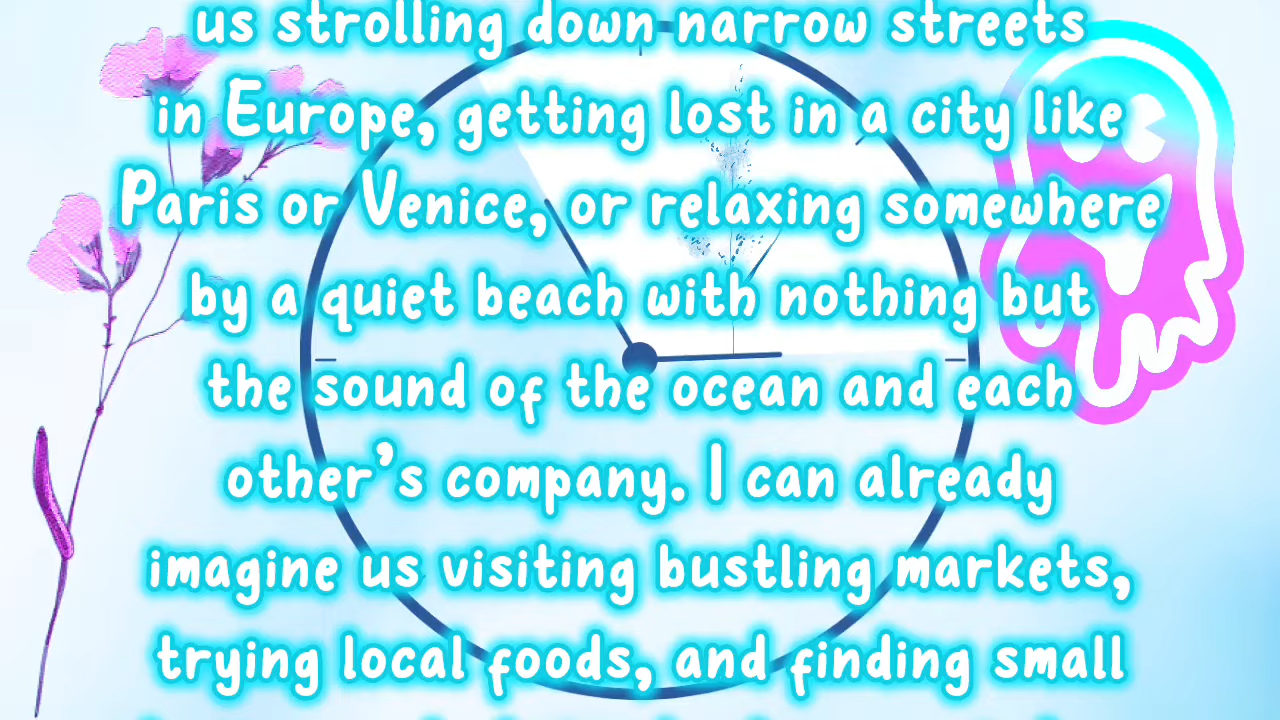 us strolling down narrow streets
in Europe, getting lost in a city like
Paris or Venice, or relaxing somewhere
by a quiet beach with nothing but
the sound of the ocean and each
other’s company. I can already
imagine us visiting bustling markets,
trying local foods, and finding small